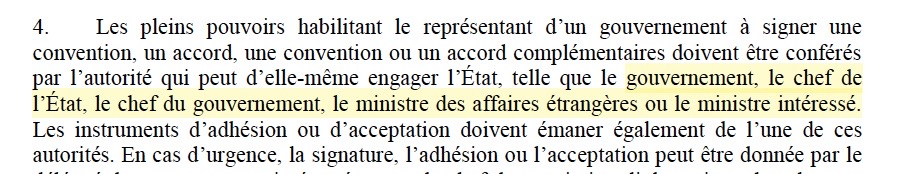 4. Les pleins pouvoirs habilitant le représentant d’un gouvernement à signer une
convention, un accord, une convention ou un accord complémentaires doivent être conférés
par l’autorité qui peut d’elle-même engager l’État, telle que le gouvernement, le chef de
l’État, le chef du gouvernement, le ministre des affaires étrangères ou le ministre intéressé.
Les instruments d’adhésion ou d’acceptation doivent émaner également de l’une de ces
autorités. En cas d’urgence, la signature, l’adhésion ou l’acceptation peut être donnée par le